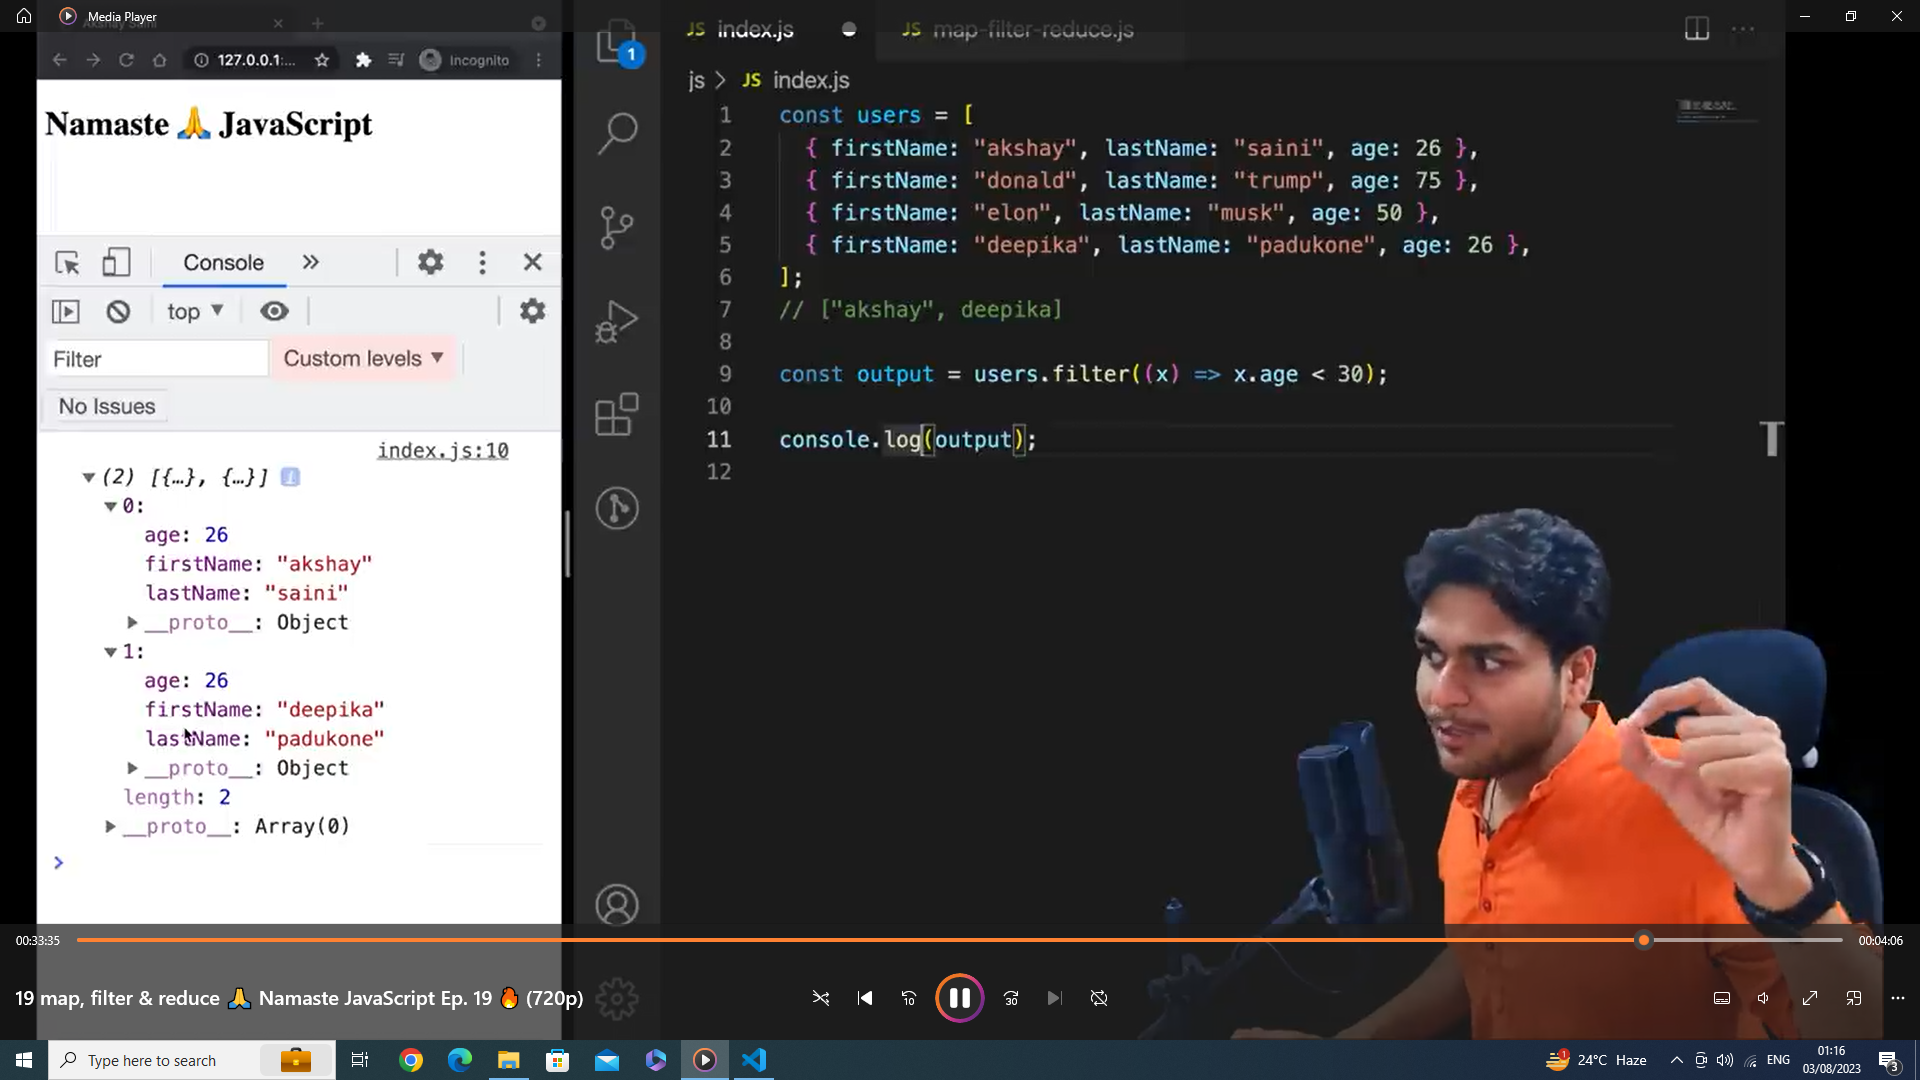 Media Player
127.0.0.1:...
Incognito
Namaste 🙏 JavaScript
Console
top
Filter
Custom levels
No Issues
index.js:10
(2) [{…}, {…}] i
0:
age: 26
firstName: "akshay"
lastName: "saini"
__proto__: Object
1:
age: 26
firstName: "deepika"
lastName: "padukone"
__proto__: Object
length: 2
__proto__: Array(0)
>
1
JS index.js
JS map-filter-reduce.js
js > JS index.js
1 const users = [
2 { firstName: "akshay", lastName: "saini", age: 26 },
3 { firstName: "donald", lastName: "trump", age: 75 },
4 { firstName: "elon", lastName: "musk", age: 50 },
5 { firstName: "deepika", lastName: "padukone", age: 26 },
6 ];
7 // ["akshay", deepika]
8
9 const output = users.filter((x) => x.age < 30);
10
11 console.log(output);
12
T
00:33:35
00:04:06
19 map, filter & reduce 🙏 Namaste JavaScript Ep. 19 🔥 (720p)
10
30
Type here to search
1
24°C Haze
ENG
01:16
03/08/2023
3